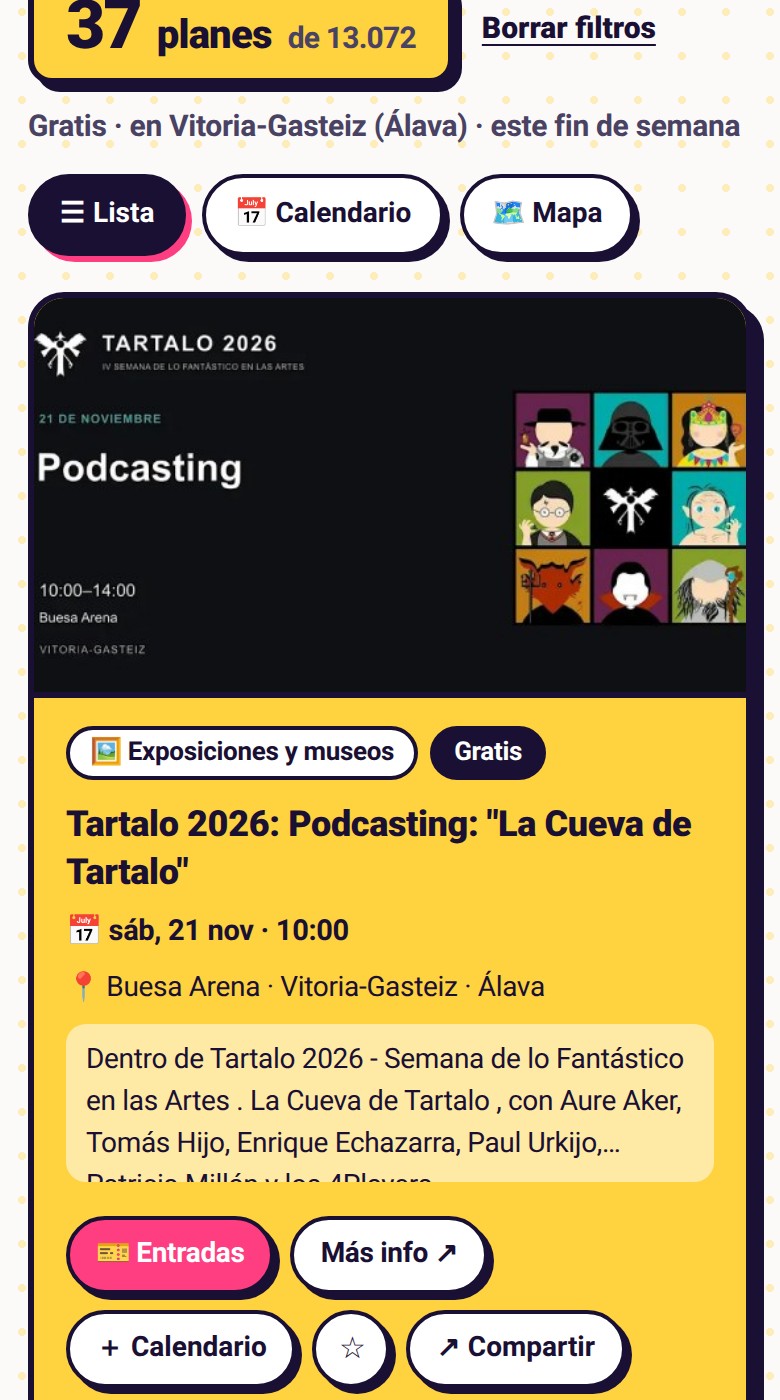 37 planes de 13.072
Borrar filtros
Gratis · en Vitoria-Gasteiz (Álava) · este fin de semana
☰ Lista
📅 Calendario
🗺️ Mapa
TARTALO 2026
IV SEMANA DE LO FANTÁSTICO EN LAS ARTES
21 DE NOVIEMBRE
Podcasting
10:00–14:00
Buesa Arena
VITORIA-GASTEIZ
🖼️ Exposiciones y museos
Gratis
Tartalo 2026: Podcasting: "La Cueva de
Tartalo"
📅 sáb, 21 nov · 10:00
📍 Buesa Arena · Vitoria-Gasteiz · Álava
Dentro de Tartalo 2026 - Semana de lo Fantástico
en las Artes . La Cueva de Tartalo , con Aure Aker,
Tomás Hijo, Enrique Echazarra, Paul Urkijo,...
Patricia Millán y los 4Players
🎫 Entradas
Más info ↗
+ Calendario
☆
↗ Compartir